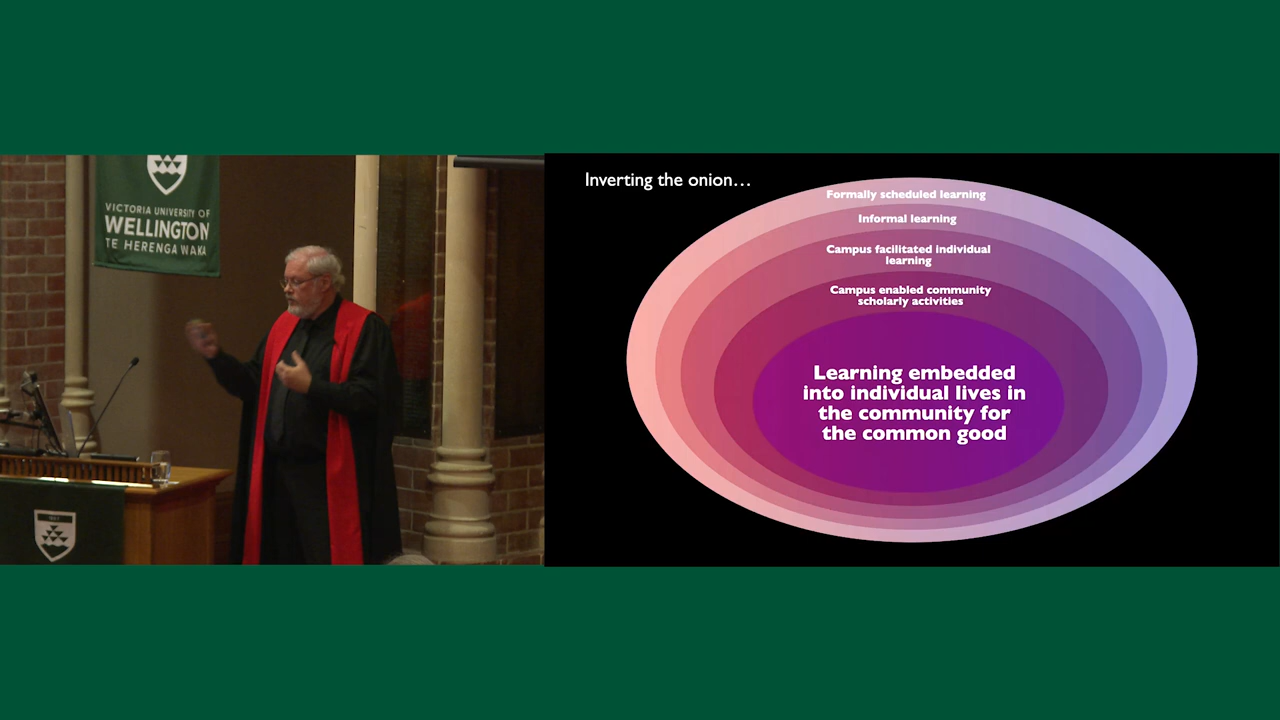 VICTORIA UNIVERSITY OF
WELLINGTON
TE HERENGA WAKA
Inverting the onion…
Formally scheduled learning
Informal learning
Campus facilitated individual
learning
Campus enabled community
scholarly activities
Learning embedded
into individual lives in
the community for
the common good